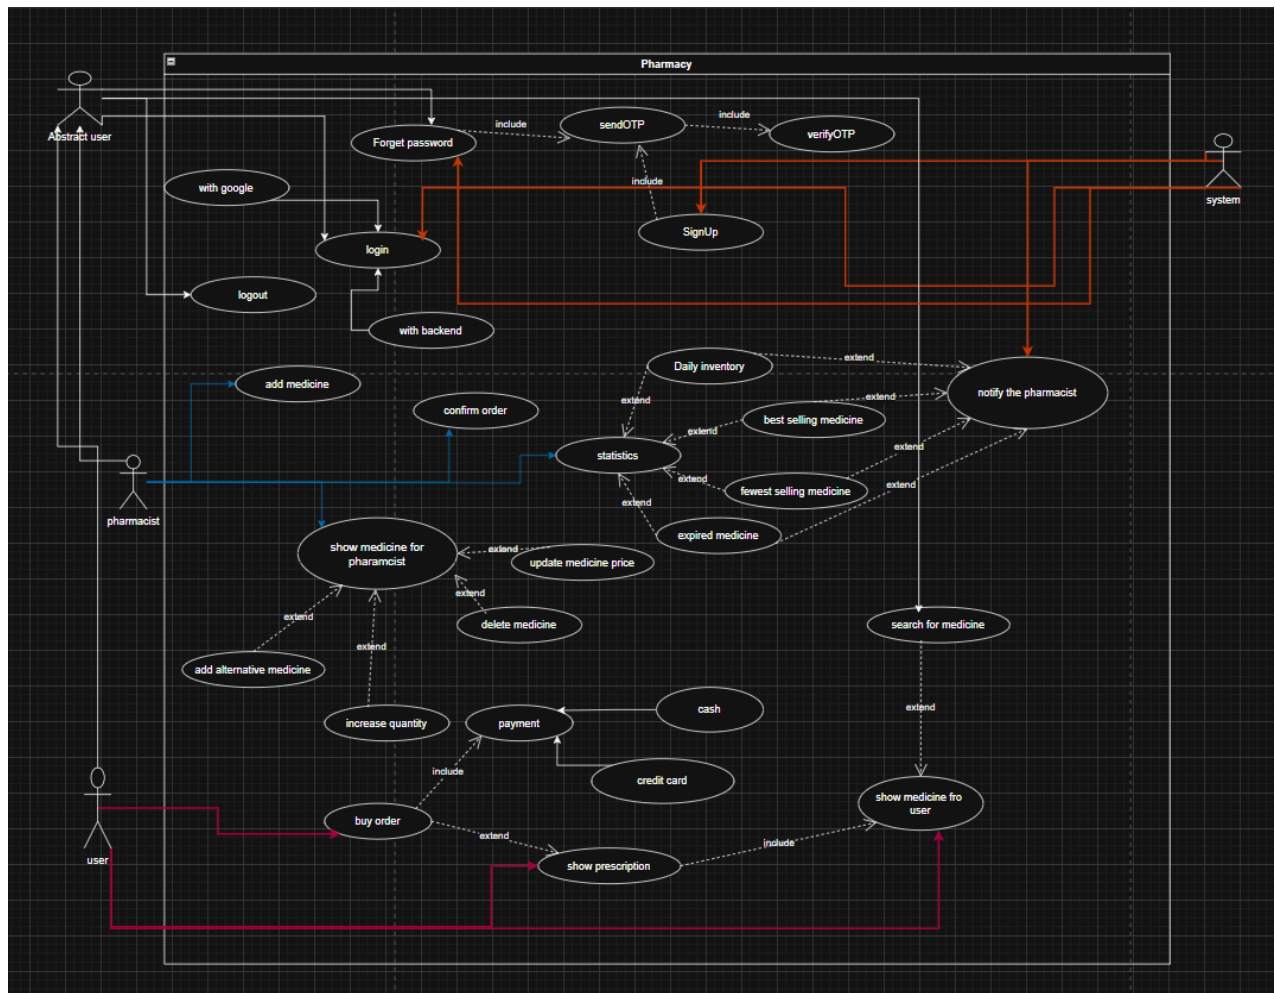 Pharmacy
Abstract user
Forget password
include
sendOTP
include
verifyOTP
system
with google
include
SignUp
login
logout
with backend
add medicine
confirm order
Daily inventory
extend
notify the pharmacist
extend
extend
best selling medicine
extend
statistics
extend
extend
fewest selling medicine
extend
extend
expired medicine
pharmacist
show medicine for
pharamcist
extend
update medicine price
extend
delete medicine
search for medicine
extend
extend
add alternative medicine
increase quantity
payment
cash
extend
include
credit card
show medicine fro
user
buy order
extend
include
user
show prescription